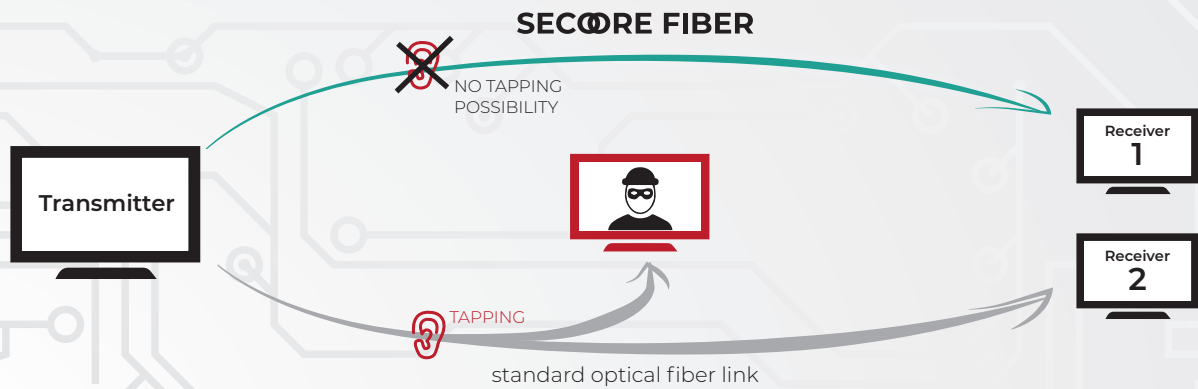 SECOORE FIBER
NO TAPPING
POSSIBILITY
Transmitter
Receiver
1
Receiver
2
TAPPING
standard optical fiber link